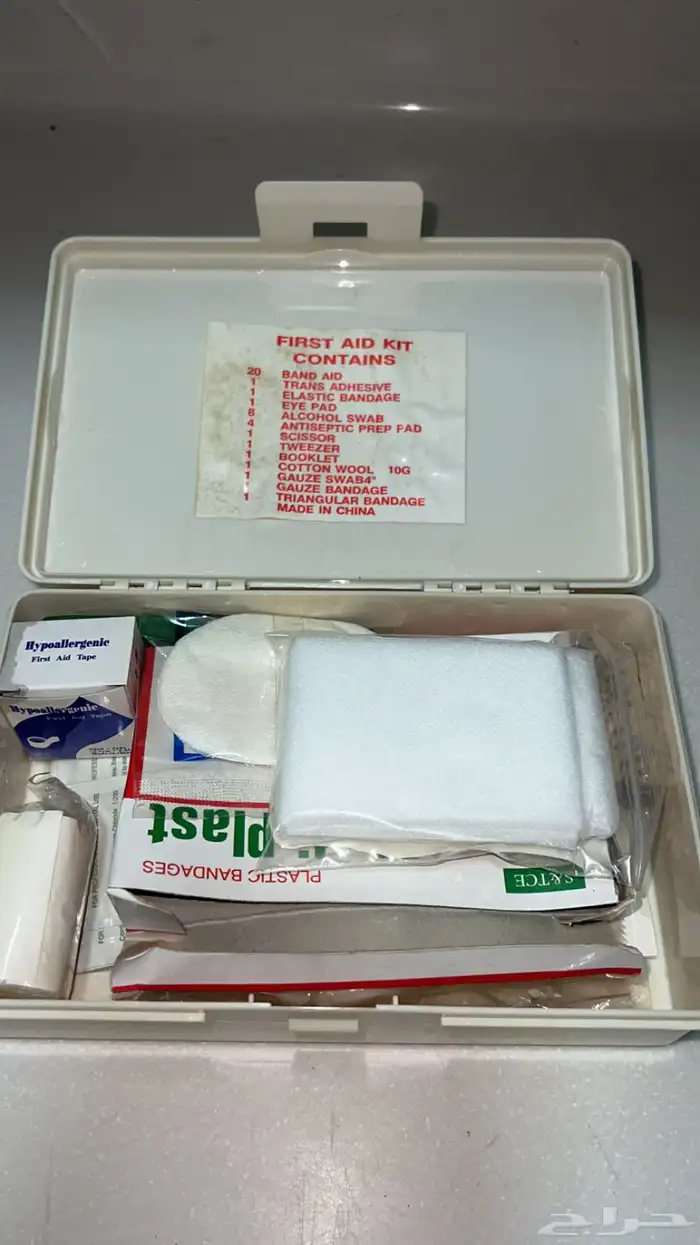 FIRST AID KIT
CONTAINS
20 BAND AID
1 TRANS ADHESIVE
1 ELASTIC BANDAGE
1 EYE PAD
8 ALCOHOL SWAB
4 ANTISEPTIC PREP PAD
1 SCISSOR
1 TWEEZER
1 BOOKLET
1 COTTON WOOL 10G
1 GAUZE SWAB4"
1 GAUZE BANDAGE
1 TRIANGULAR BANDAGE
MADE IN CHINA
Hypoallergenic
First Aid Tape
Hypoallergenic
First Aid Tape
plast
PLASTIC BANDAGES
S&TCE
حراج